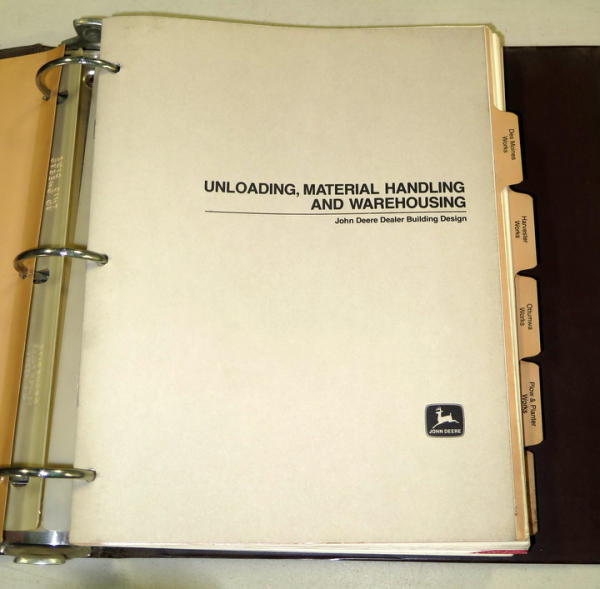 UNLOADING, MATERIAL HANDLING
AND WAREHOUSING
John Deere Dealer Building Design
JOHN DEERE
Des Moines
Works
Harvester
Works
Ottumwa
Works
Plow & Planter
Works